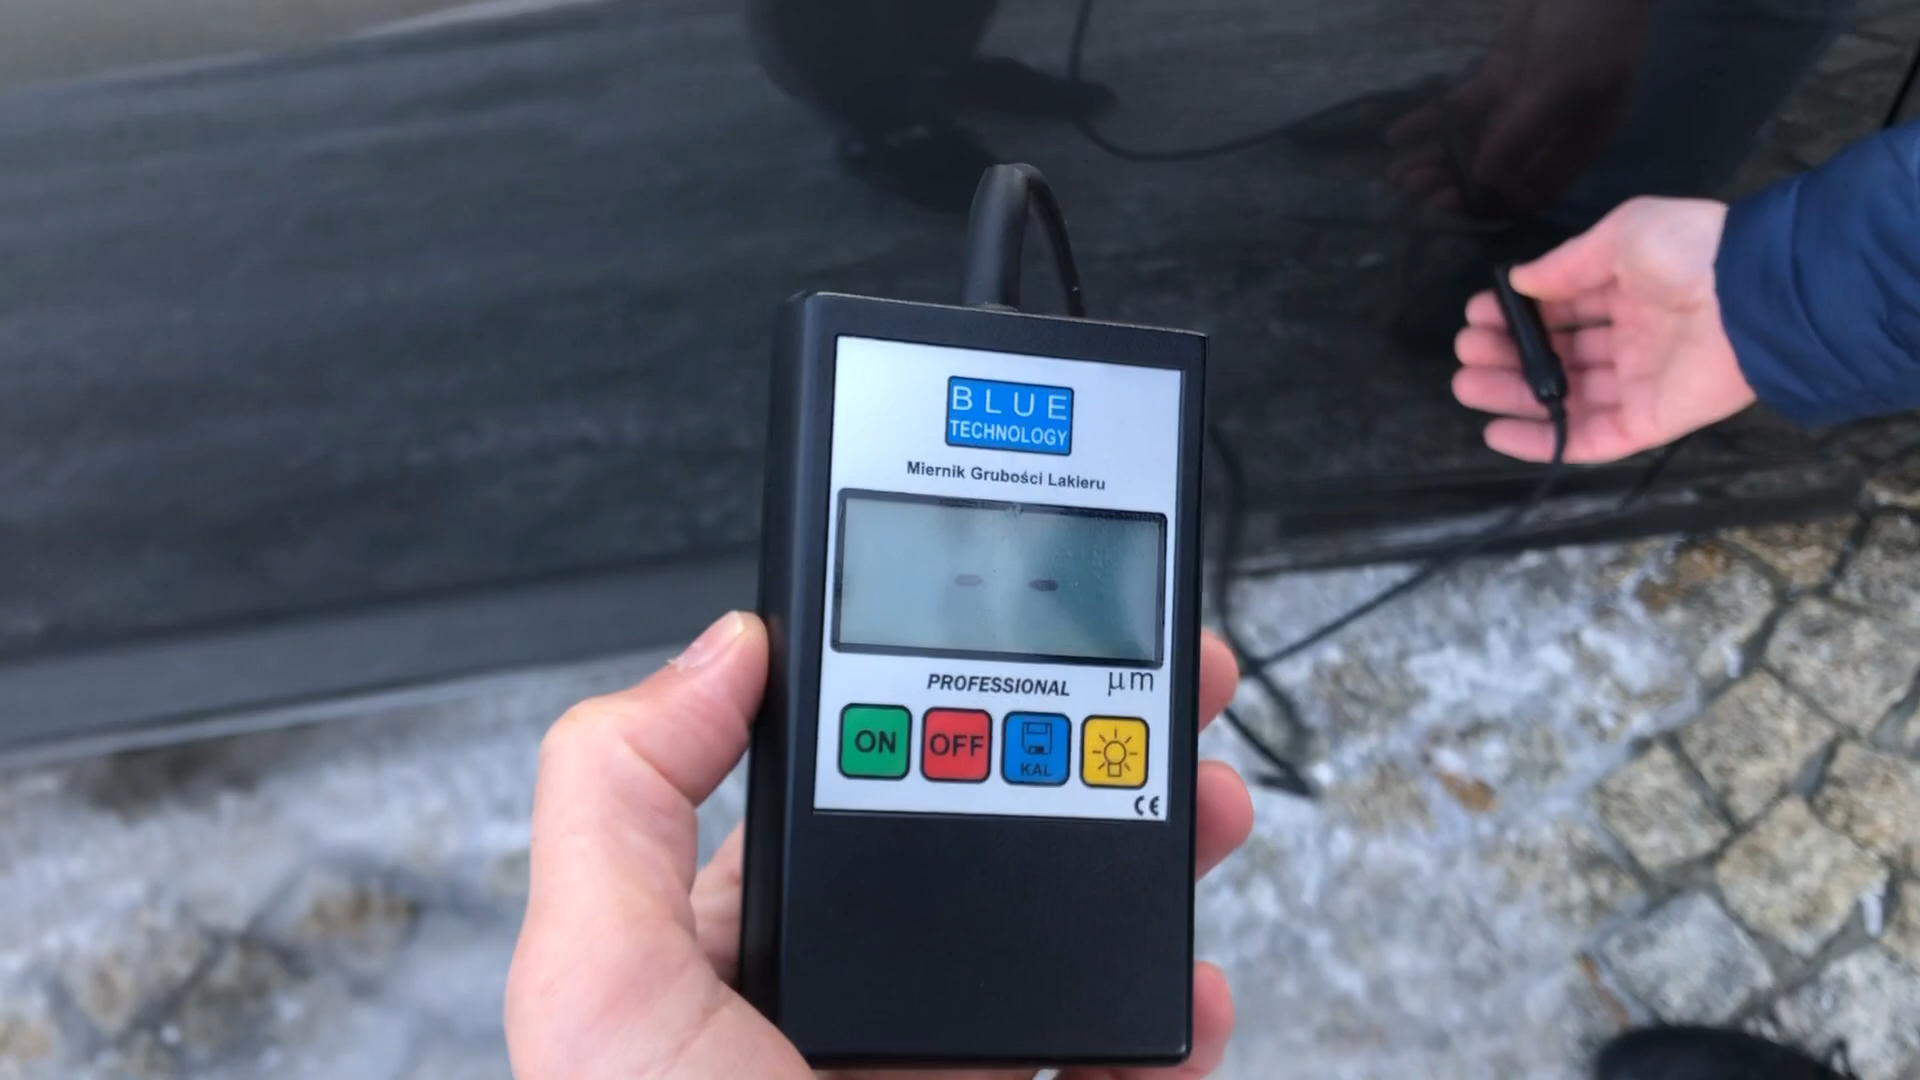 BLUE
TECHNOLOGY
Miernik Grubości Lakieru
- -
PROFESSIONAL
μm
ON
OFF
KAL
CE